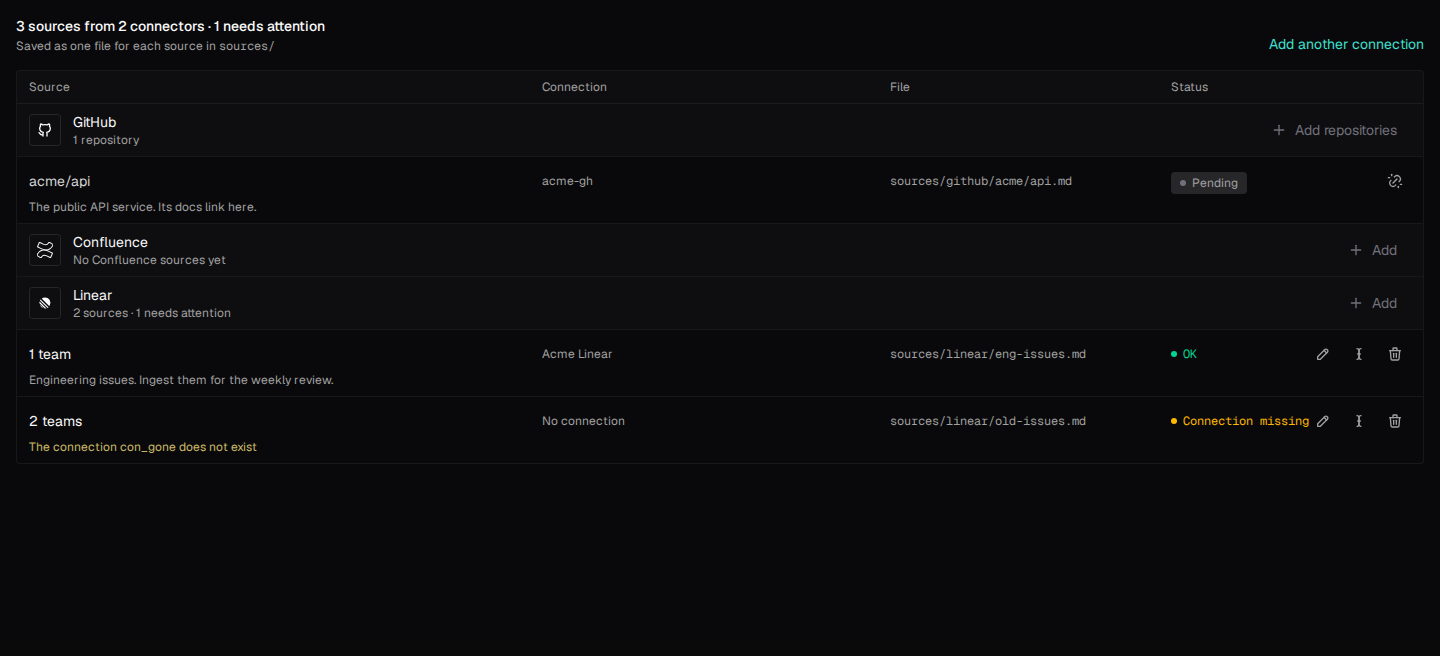 3 sources from 2 connectors · 1 needs attention
Saved as one file for each source in sources/
Add another connection
Source Connection File Status
GitHub
1 repository
+ Add repositories
acme/api acme-gh sources/github/acme/api.md Pending
The public API service. Its docs link here.
Confluence
No Confluence sources yet
+ Add
Linear
2 sources · 1 needs attention
+ Add
1 team Acme Linear sources/linear/eng-issues.md OK
Engineering issues. Ingest them for the weekly review.
2 teams No connection sources/linear/old-issues.md Connection missing
The connection con_gone does not exist